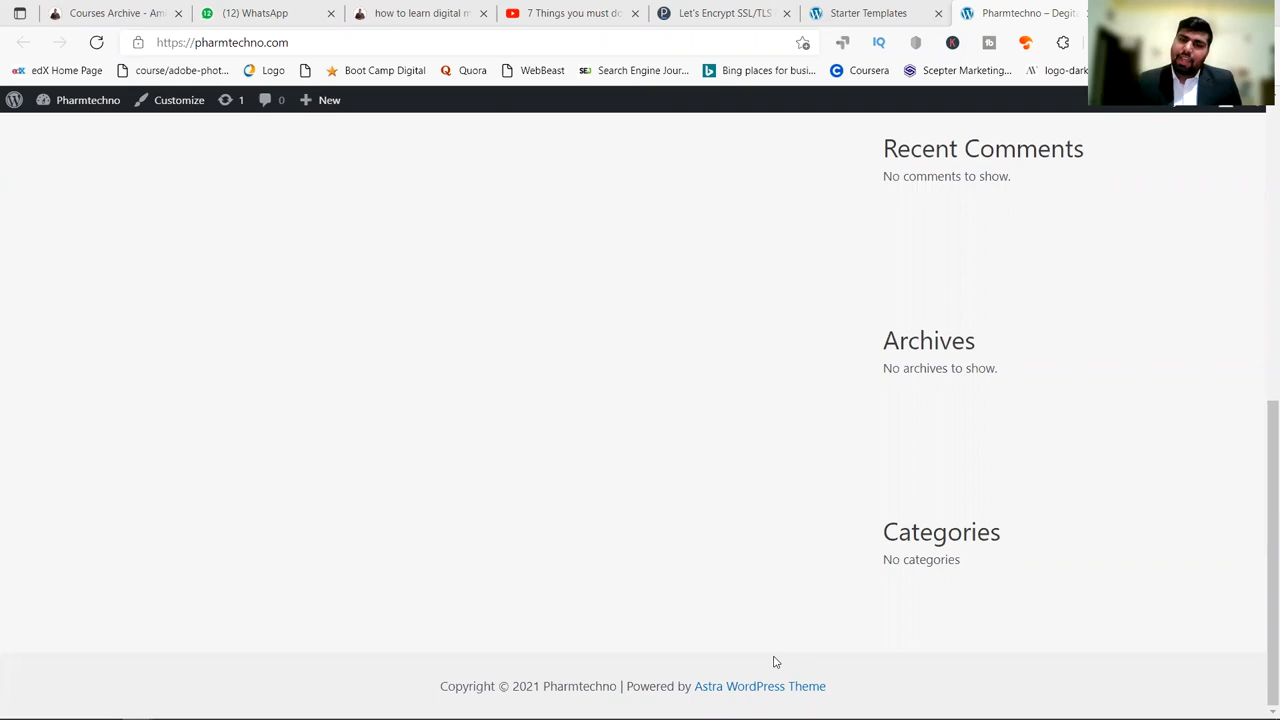 Courses Archive - Am
(12) WhatsApp
how to learn digital m
7 Things you must do
Let's Encrypt SSL/TLS
Starter Templates
Pharmtechno – Degita
https://pharmtechno.com
IQ
edX Home Page
course/adobe-phot...
Logo
Boot Camp Digital
Quora
WebBeast
SEJ
Search Engine Jour...
Bing places for busi...
Coursera
Scepter Marketing...
logo-dark
Pharmtechno
Customize
1
0
New
Recent Comments
No comments to show.
Archives
No archives to show.
Categories
No categories
Copyright © 2021 Pharmtechno | Powered by Astra WordPress Theme